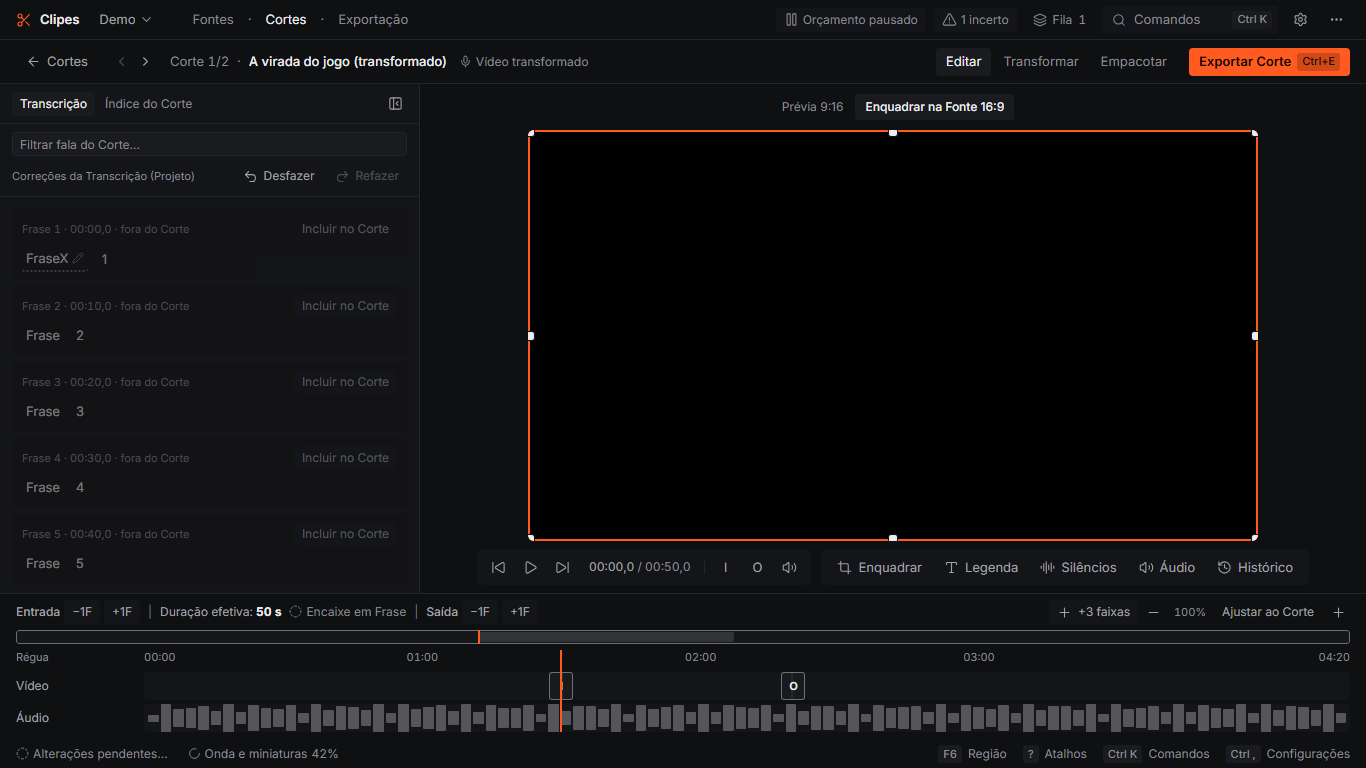 Clipes Demo Fontes · Cortes · Exportação Orçamento pausado 1 incerto Fila 1 Comandos Ctrl K
Cortes Corte 1/2 · A virada do jogo (transformado) Vídeo transformado Editar Transformar Empacotar Exportar Corte Ctrl+E
Transcrição Índice do Corte
Filtrar fala do Corte...
Correções da Transcrição (Projeto) Desfazer Refazer
Frase 1 · 00:00,0 · fora do Corte Incluir no Corte
FraseX 1
Frase 2 · 00:10,0 · fora do Corte Incluir no Corte
Frase 2
Frase 3 · 00:20,0 · fora do Corte Incluir no Corte
Frase 3
Frase 4 · 00:30,0 · fora do Corte Incluir no Corte
Frase 4
Frase 5 · 00:40,0 · fora do Corte Incluir no Corte
Frase 5
Prévia 9:16 Enquadrar na Fonte 16:9
00:00,0 / 00:50,0 I O Enquadrar Legenda Silêncios Áudio Histórico
Entrada −1F +1F Duração efetiva: 50 s Encaixe em Frase Saída −1F +1F +3 faixas 100% Ajustar ao Corte
Régua 00:00 01:00 02:00 03:00 04:20
Vídeo I O
Áudio
Alterações pendentes... Onda e miniaturas 42% F6 Região ? Atalhos Ctrl K Comandos Ctrl , Configurações